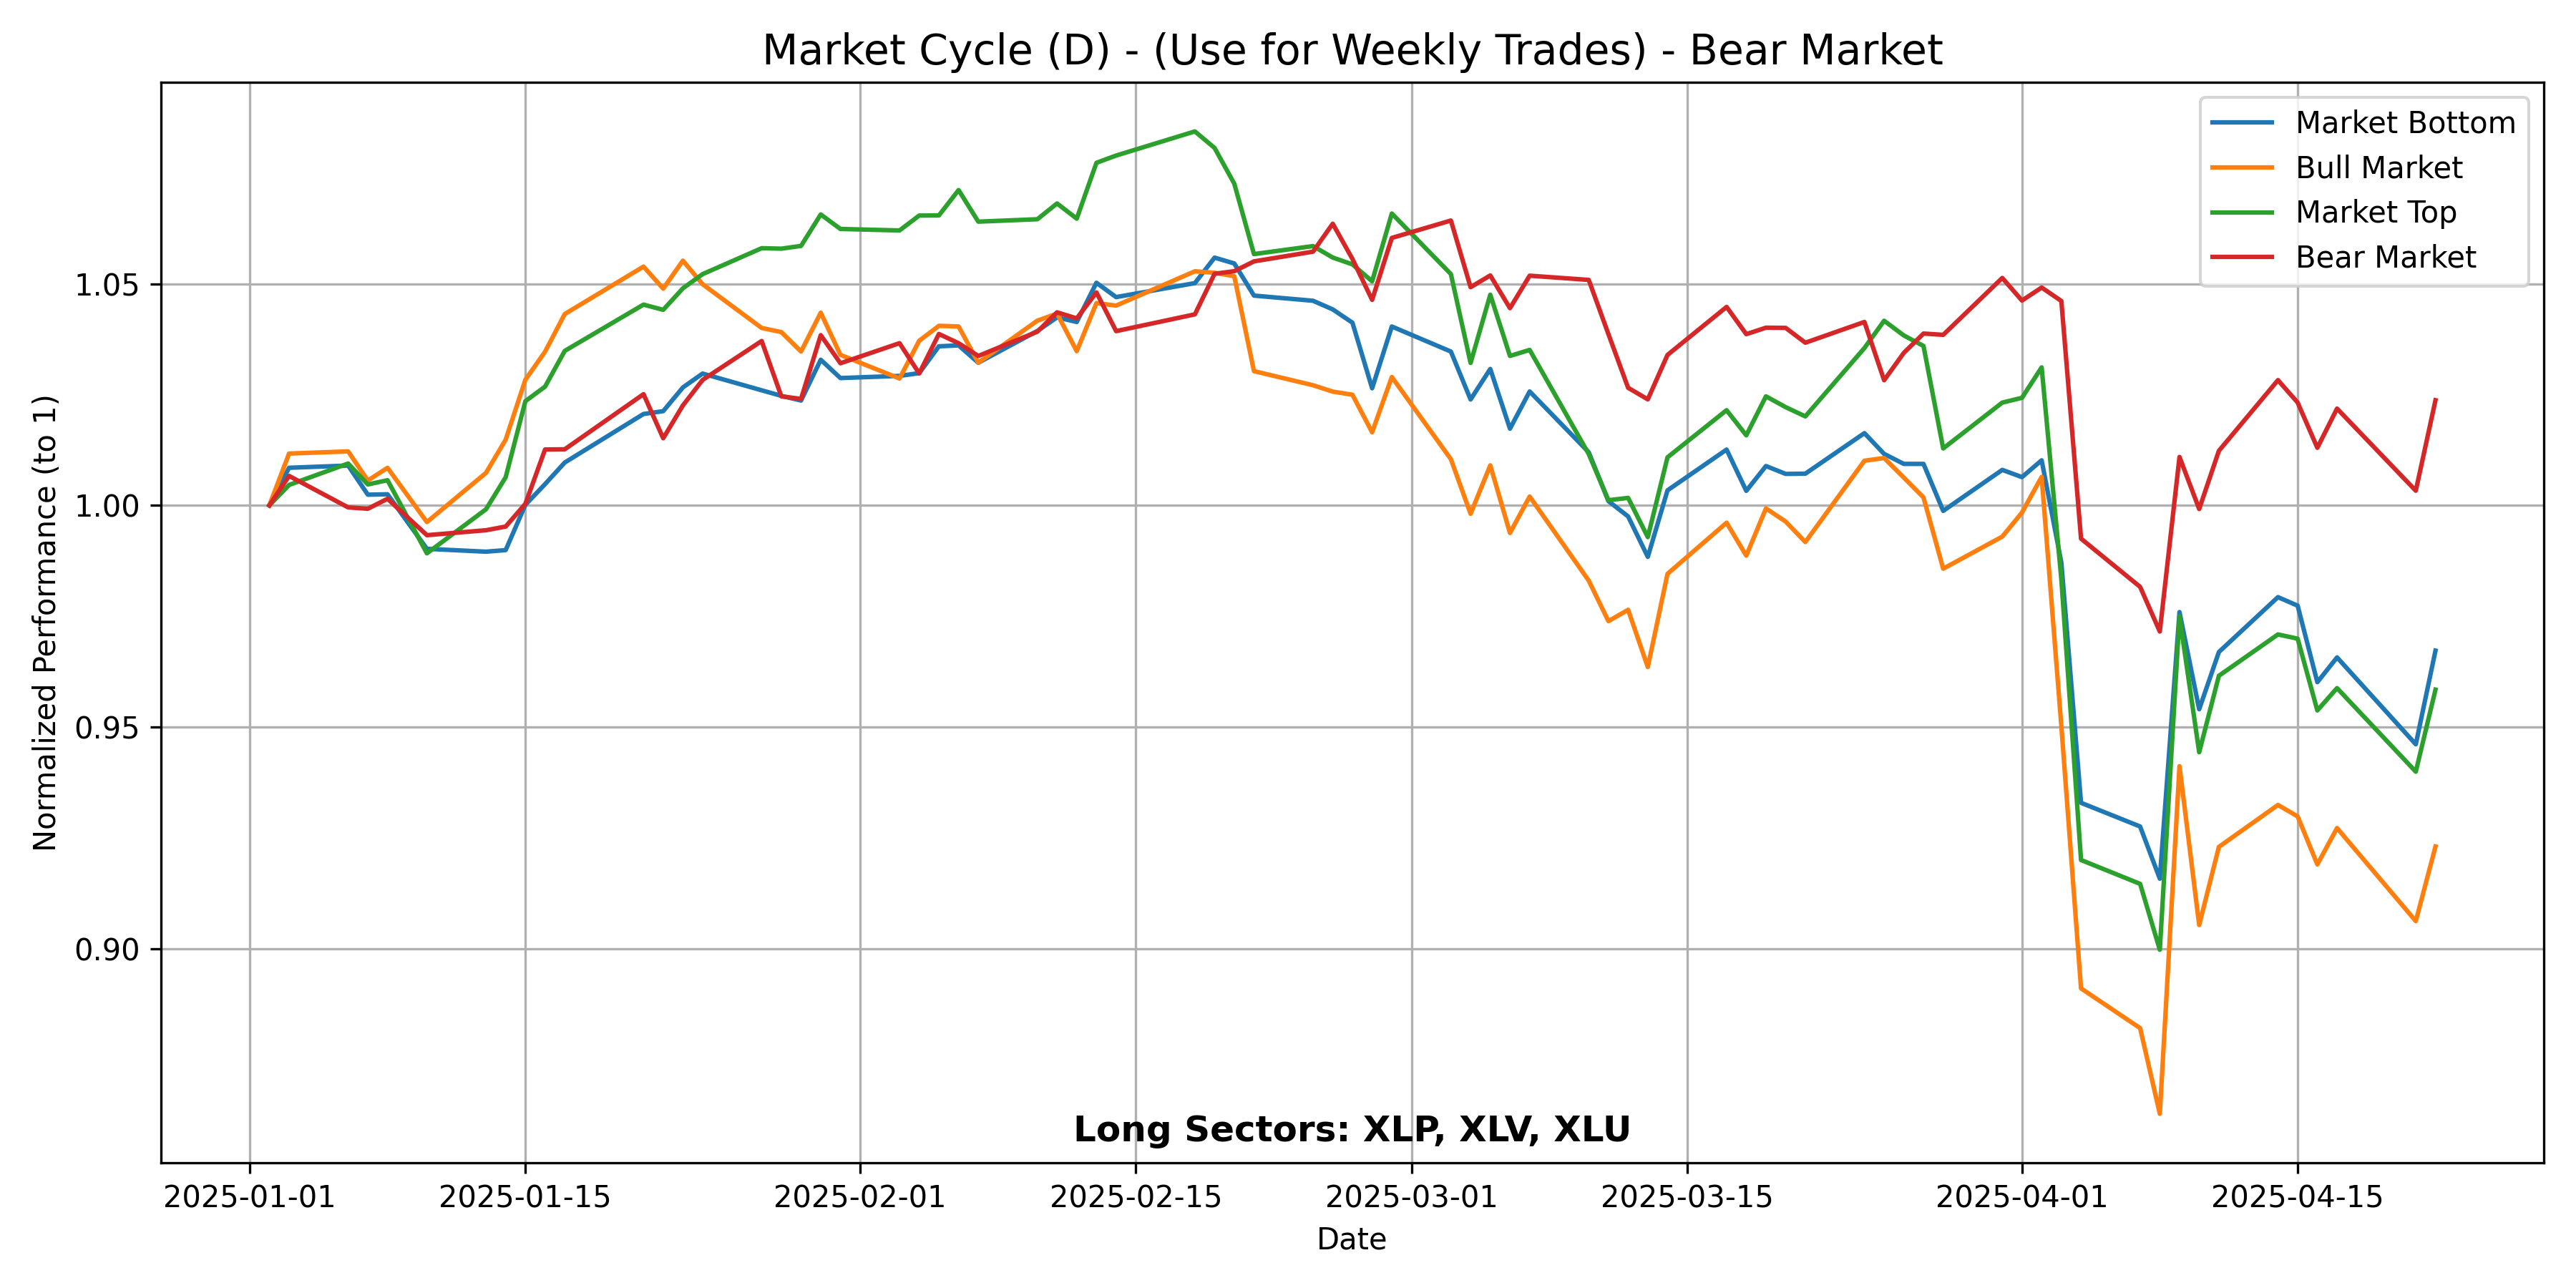 Market Cycle (D) - (Use for Weekly Trades) - Bear Market
Market Bottom
Bull Market
Market Top
Bear Market
Normalized Performance (to 1)
1.05
1.00
0.95
0.90
Long Sectors: XLP, XLV, XLU
2025-01-01
2025-01-15
2025-02-01
2025-02-15
2025-03-01
2025-03-15
2025-04-01
2025-04-15
Date